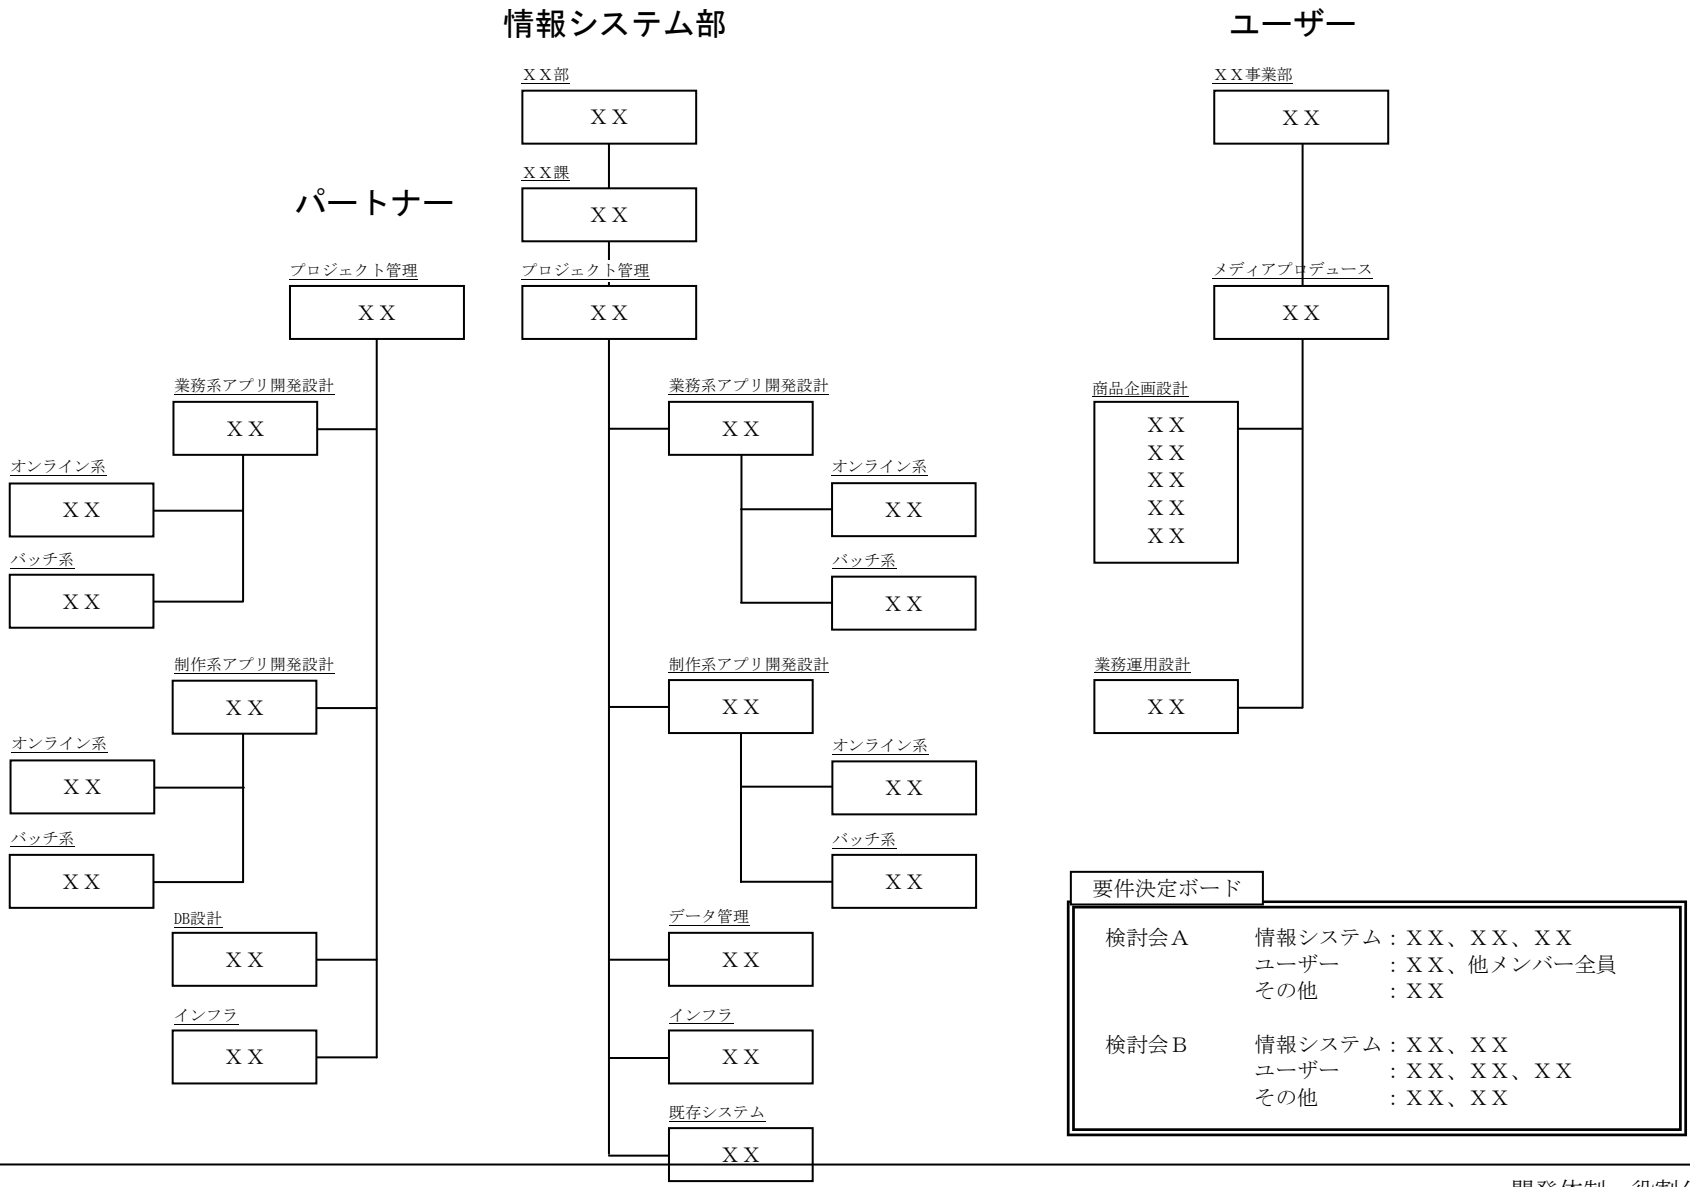 情報システム部
ユーザー
ＸＸ部
ＸＸ
ＸＸ事業部
ＸＸ
ＸＸ課
ＸＸ
パートナー
プロジェクト管理
ＸＸ
プロジェクト管理
ＸＸ
メディアプロデュース
ＸＸ
業務系アプリ開発設計
ＸＸ
オンライン系
ＸＸ
バッチ系
ＸＸ
制作系アプリ開発設計
ＸＸ
オンライン系
ＸＸ
バッチ系
ＸＸ
DB設計
ＸＸ
インフラ
ＸＸ
業務系アプリ開発設計
ＸＸ
オンライン系
ＸＸ
バッチ系
ＸＸ
制作系アプリ開発設計
ＸＸ
オンライン系
ＸＸ
バッチ系
ＸＸ
データ管理
ＸＸ
インフラ
ＸＸ
既存システム
ＸＸ
商品企画設計
ＸＸ
ＸＸ
ＸＸ
ＸＸ
ＸＸ
業務運用設計
ＸＸ
要件決定ボード
検討会Ａ 情報システム：ＸＸ、ＸＸ、ＸＸ
ユーザー ：ＸＸ、他メンバー全員
その他 ：ＸＸ
検討会Ｂ 情報システム：ＸＸ、ＸＸ
ユーザー ：ＸＸ、ＸＸ、ＸＸ
その他 ：ＸＸ、ＸＸ